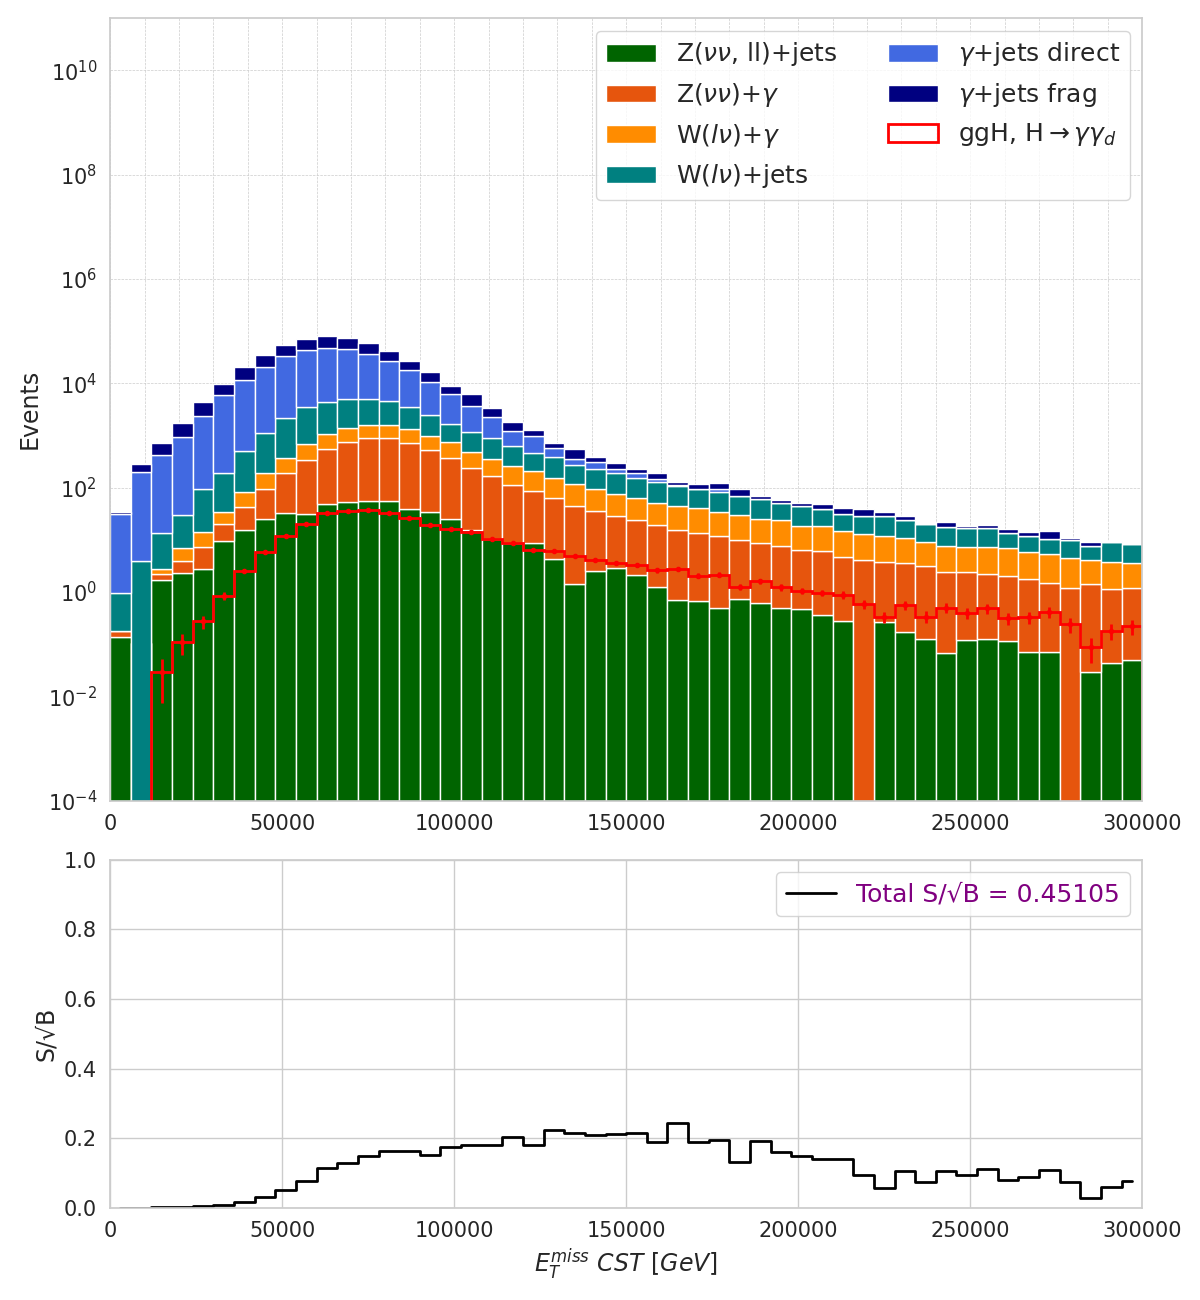 10^10
10^8
10^6
10^4
10^2
10^0
10^-2
10^-4
Events
Z(νν, ll)+jets
Z(νν)+γ
W(lν)+γ
W(lν)+jets
γ+jets direct
γ+jets frag
ggH, H→γγ_d
0 50000 100000 150000 200000 250000 300000
1.0
0.8
0.6
0.4
0.2
0.0
S/√B
Total S/√B = 0.45105
0 50000 100000 150000 200000 250000 300000
E_T^miss CST [GeV]